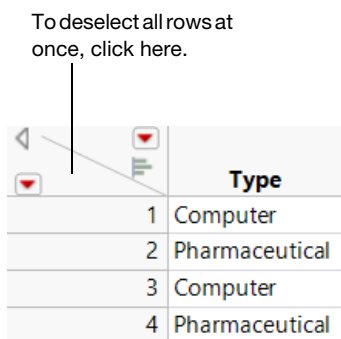 To deselect all rows at
once, click here.
Type
1 Computer
2 Pharmaceutical
3 Computer
4 Pharmaceutical